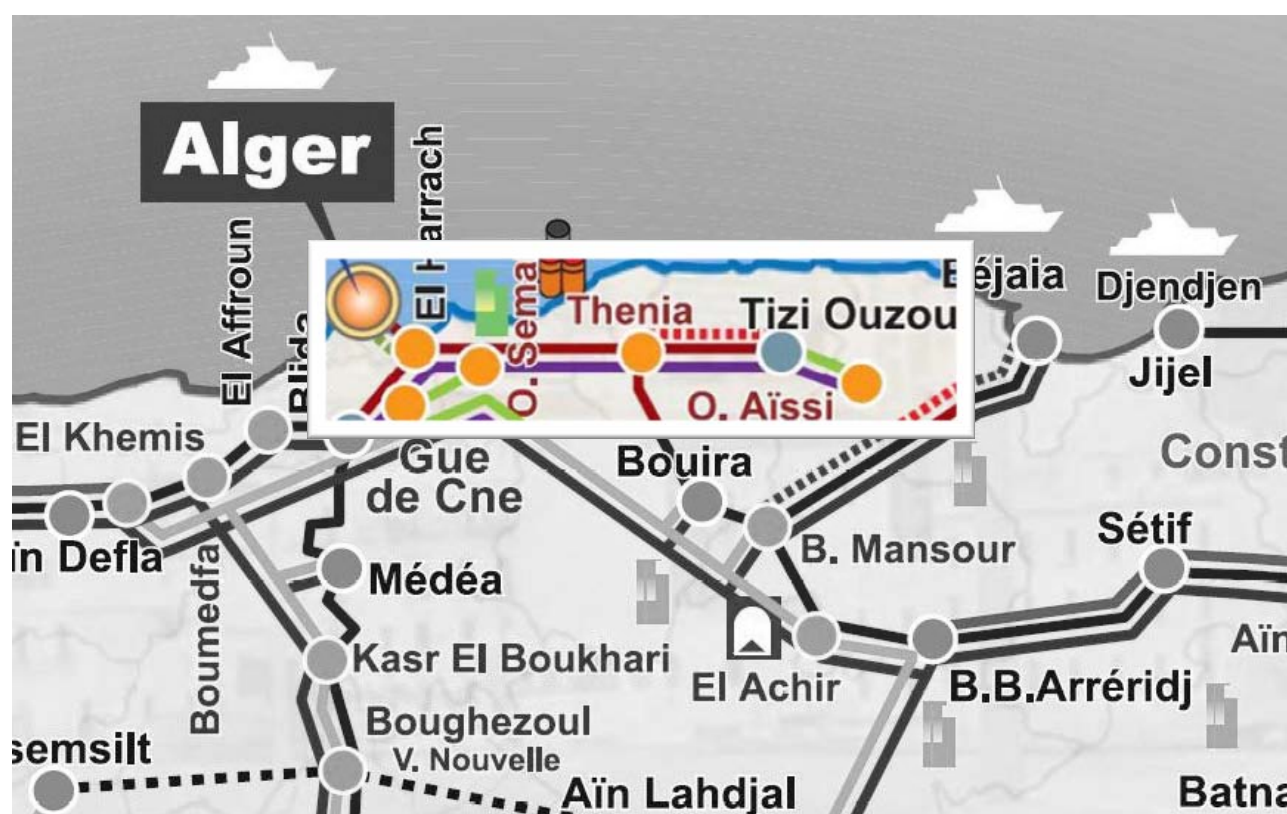 Alger
El Harrach
El Affroun
Blida
O. Sema
Thenia
Tizi Ouzou
O. Aïssi
Béjaia
Djendjen
Jijel
El Khemis
Gue
de Cne
Bouira
Const
ïn Defla
Boumedfa
Médéa
B. Mansour
Sétif
Kasr El Boukhari
El Achir
B.B.Arréridj
Aïn
Boughezoul
V. Nouvelle
semsilt
Aïn Lahdjal
Batna